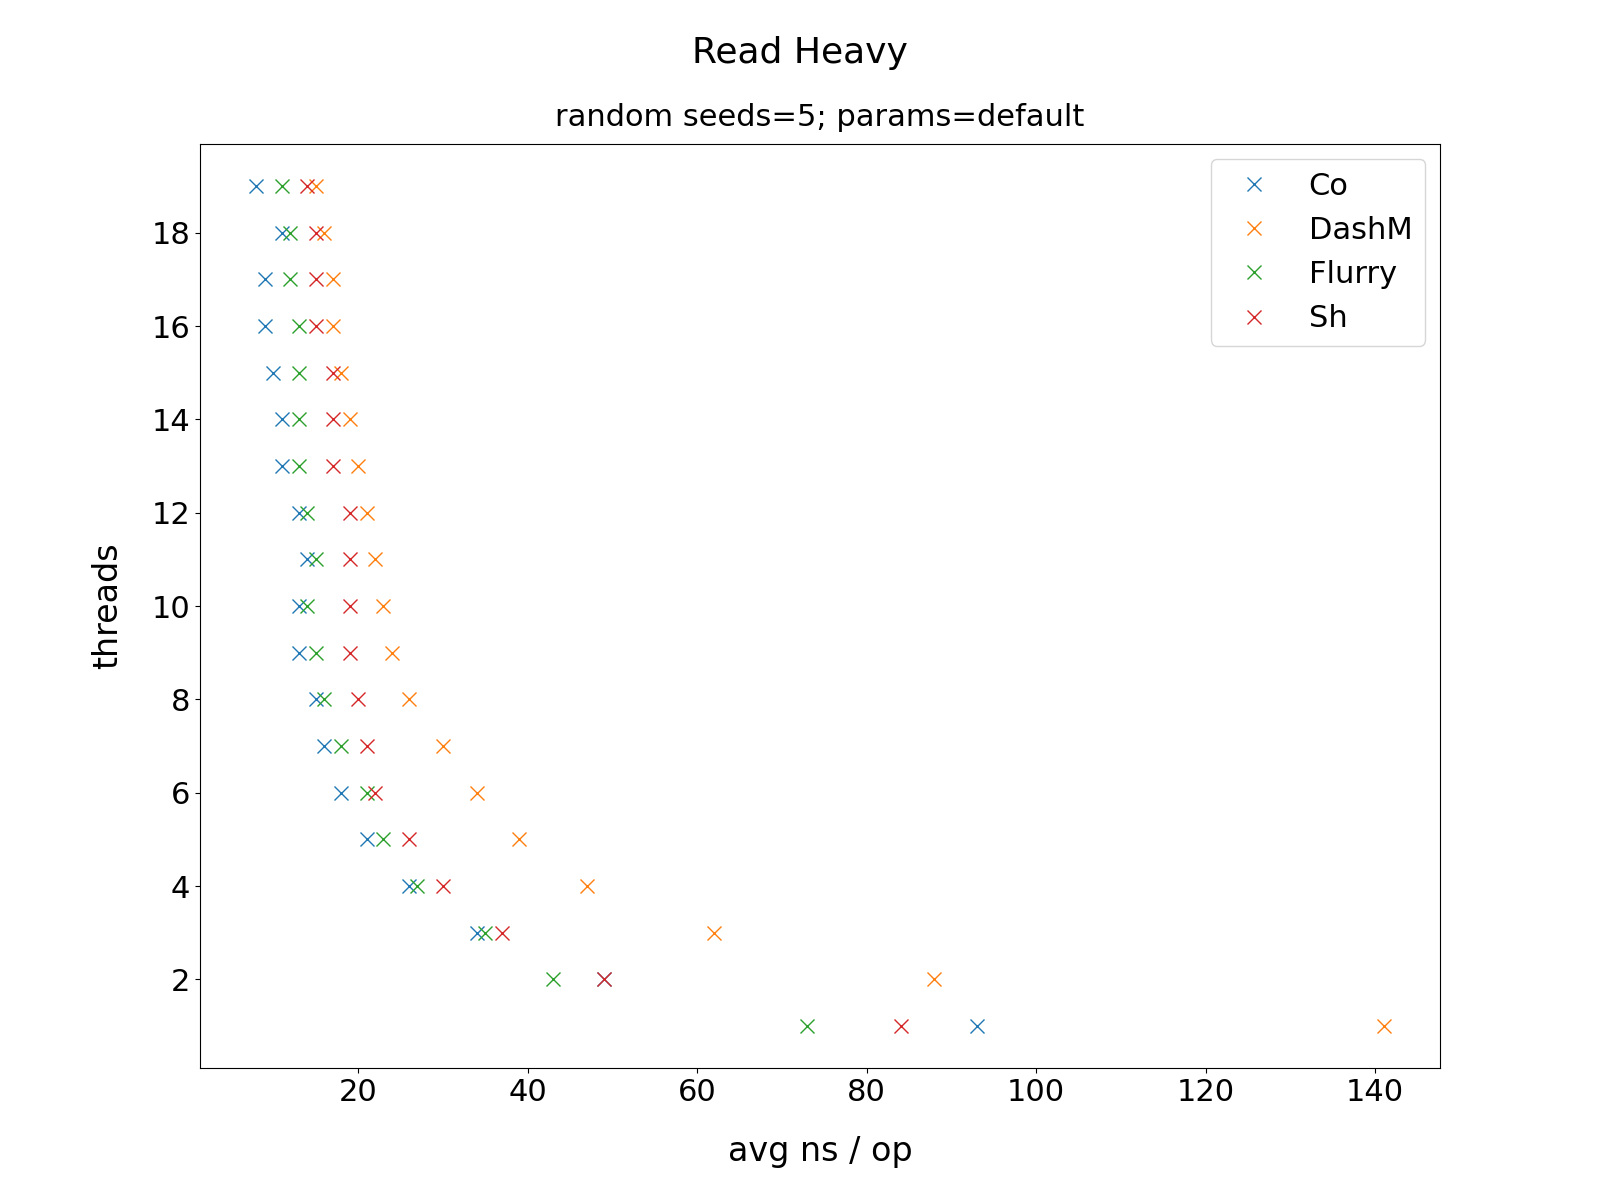 Read Heavy
random seeds=5; params=default
Co
DashM
Flurry
Sh
threads
18
16
14
12
10
8
6
4
2
20 40 60 80 100 120 140
avg ns / op